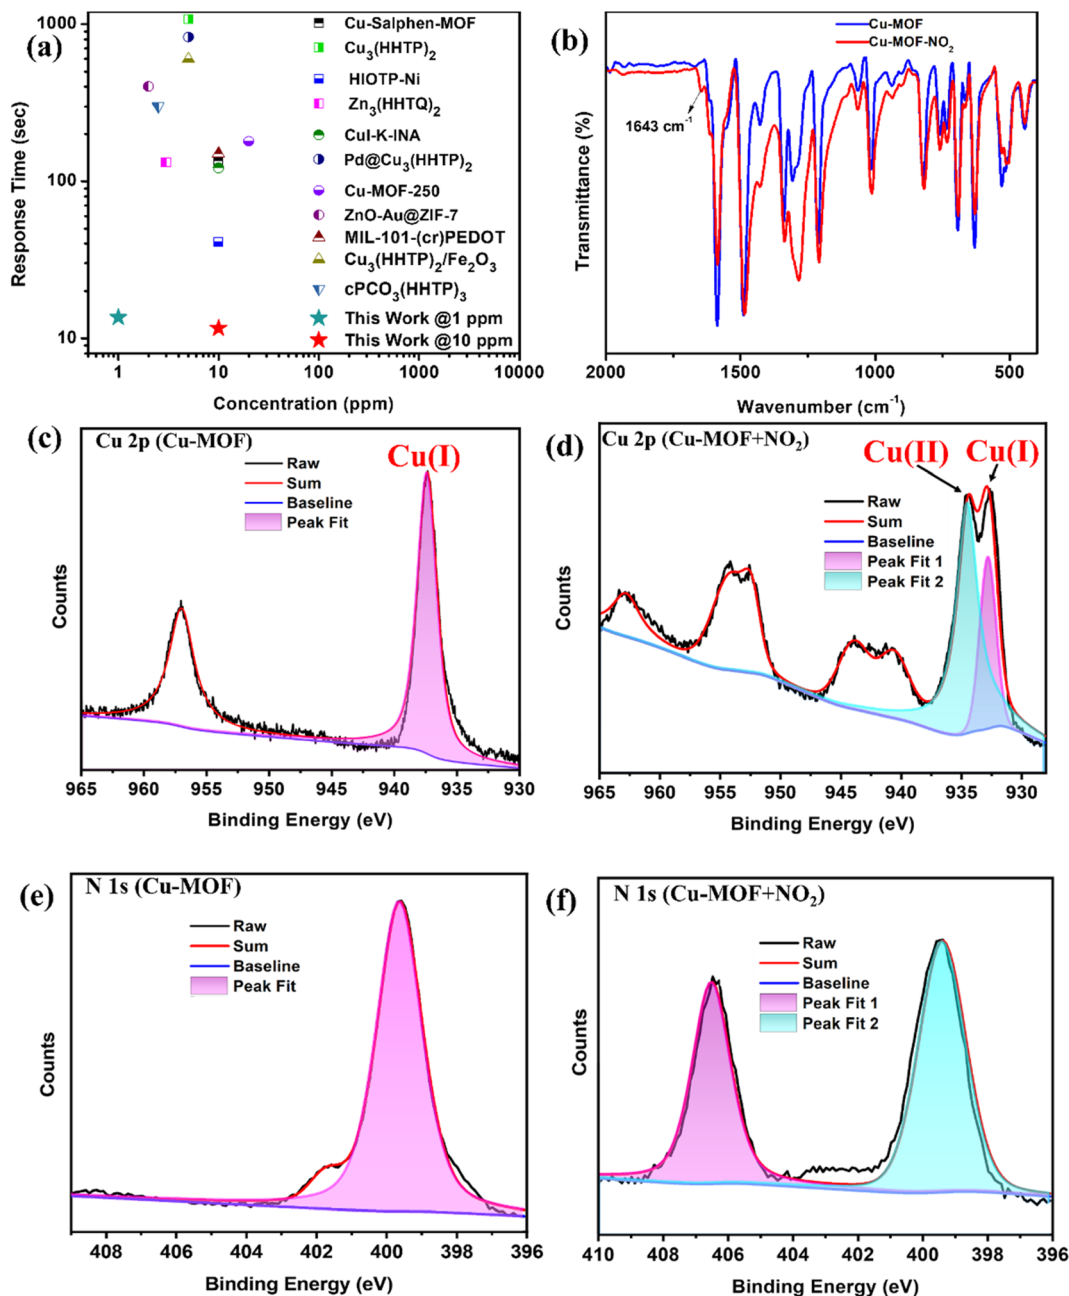 (a)
1000
100
10
Response Time (sec)
1
10
100
1000
10000
Concentration (ppm)
Cu-Salphen-MOF
Cu₃(HHTP)₂
HIOTP-Ni
Zn₃(HHTQ)₂
CuI-K-INA
Pd@Cu₃(HHTP)₂
Cu-MOF-250
ZnO-Au@ZIF-7
MIL-101-(cr)PEDOT
Cu₃(HHTP)₂/Fe₂O₃
cPCO₃(HHTP)₃
This Work @1 ppm
This Work @10 ppm
(b)
Cu-MOF
Cu-MOF-NO₂
1643 cm⁻¹
Transmittance (%)
2000
1500
1000
500
Wavenumber (cm⁻¹)
(c)
Cu 2p (Cu-MOF)
Raw
Sum
Baseline
Peak Fit
Cu(I)
Counts
965
960
955
950
945
940
935
930
Binding Energy (eV)
(d)
Cu 2p (Cu-MOF+NO₂)
Cu(II)
Cu(I)
Raw
Sum
Baseline
Peak Fit 1
Peak Fit 2
Counts
965
960
955
950
945
940
935
930
Binding Energy (eV)
(e)
N 1s (Cu-MOF)
Raw
Sum
Baseline
Peak Fit
Counts
408
406
404
402
400
398
396
Binding Energy (eV)
(f)
N 1s (Cu-MOF+NO₂)
Raw
Sum
Baseline
Peak Fit 1
Peak Fit 2
Counts
410
408
406
404
402
400
398
396
Binding Energy (eV)